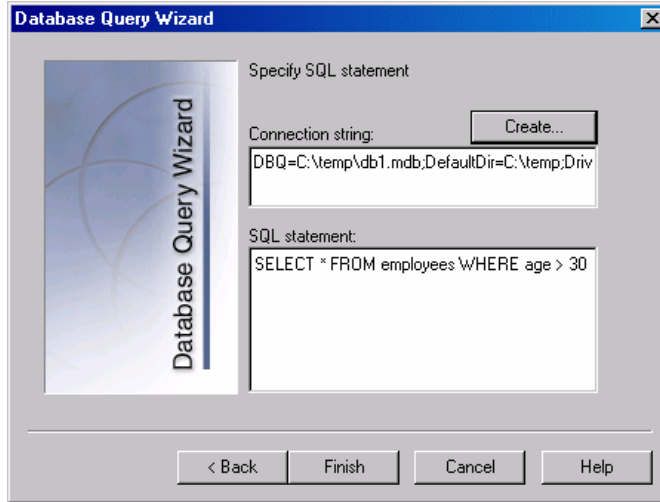 Database Query Wizard
Database Query Wizard
Specify SQL statement
Create...
Connection string:
DBQ=C:\temp\db1.mdb;DefaultDir=C:\temp;Driv
SQL statement:
SELECT * FROM employees WHERE age > 30
< Back
Finish
Cancel
Help